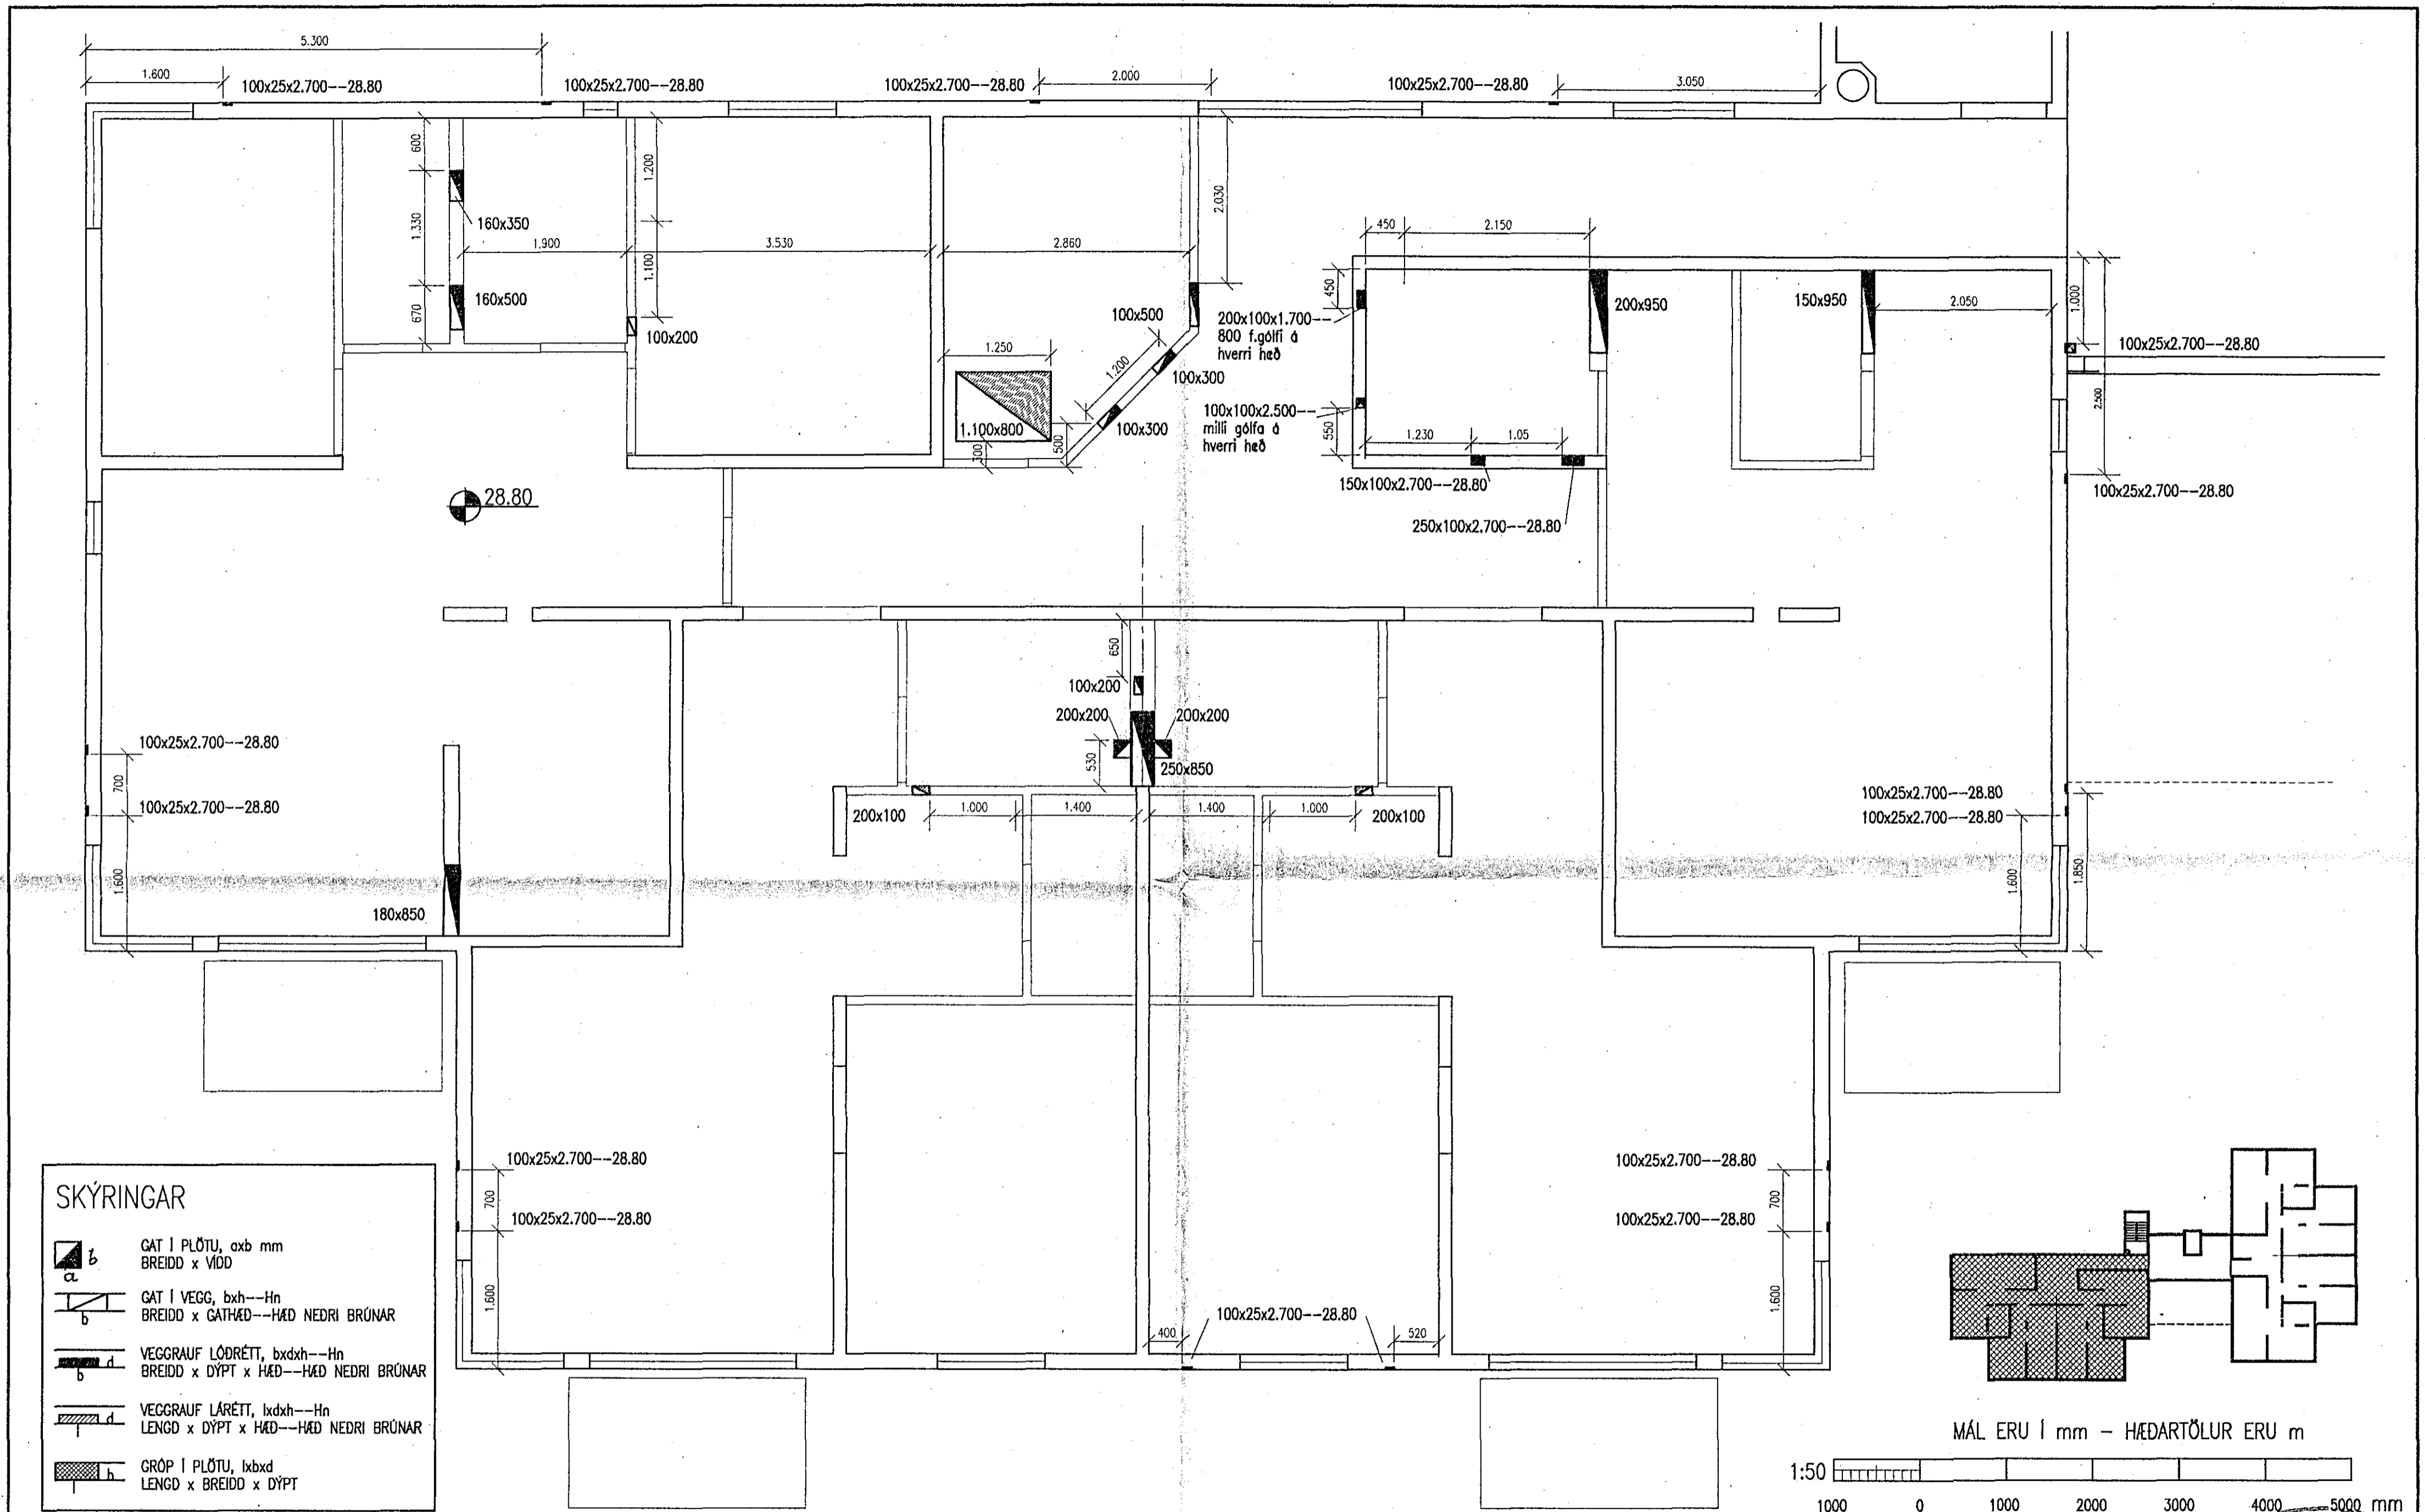 5.300
1.600
100x25x2.700--28.80
100x25x2.700--28.80
100x25x2.700--28.80
2.000
100x25x2.700--28.80
3.050
600
1.330
670
160x350
160x500
1.900
1.200
1.100
100x200
3.530
2.860
2.030
100x500
1.250
1.200
100x300
100x300
1.100x800
300
500
450
2.150
450
200x100x1.700--
800 f.gólfi á
hverri hæð
100x100x2.500--
milli gólfa á
hverri hæð
550
1.230
1.05
150x100x2.700--28.80
250x100x2.700--28.80
200x950
150x950
2.050
1.000
2.500
100x25x2.700--28.80
100x25x2.700--28.80
28.80
650
100x200
200x200
200x200
530
250x850
200x100
1.000
1.400
1.400
1.000
200x100
100x25x2.700--28.80
700
100x25x2.700--28.80
1.600
180x850
100x25x2.700--28.80
100x25x2.700--28.80
1.600
1.850
100x25x2.700--28.80
700
100x25x2.700--28.80
1.600
100x25x2.700--28.80
700
100x25x2.700--28.80
1.600
100x25x2.700--28.80
400
520
SKÝRINGAR
b
a
GAT Í PLÖTU, axb mm
BREIDD x VÍDD
b
GAT Í VEGG, bxh--Hn
BREIDD x GATHÆÐ--HÆÐ NEÐRI BRÚNAR
d
b
VEGGRAUF LÓÐRÉTT, bxdxh--Hn
BREIDD x DÝPT x HÆÐ--HÆÐ NEÐRI BRÚNAR
d
l
VEGGRAUF LÁRÉTT, lxdxh--Hn
LENGD x DÝPT x HÆÐ--HÆÐ NEÐRI BRÚNAR
b
l
GRÓP Í PLÖTU, lxbxd
LENGD x BREIDD x DÝPT
MÁL ERU Í mm – HÆÐARTÖLUR ERU m
1:50
1000 0 1000 2000 3000 4000 5000 mm